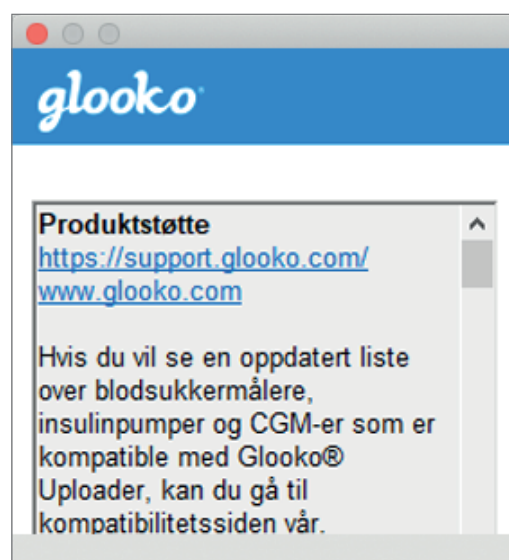 glooko
Produktstøtte
https://support.glooko.com/
www.glooko.com
Hvis du vil se en oppdatert liste
over blodsukkermålere,
insulinpumper og CGM-er som er
kompatible med Glooko®
Uploader, kan du gå til
kompatibilitetssiden vår.